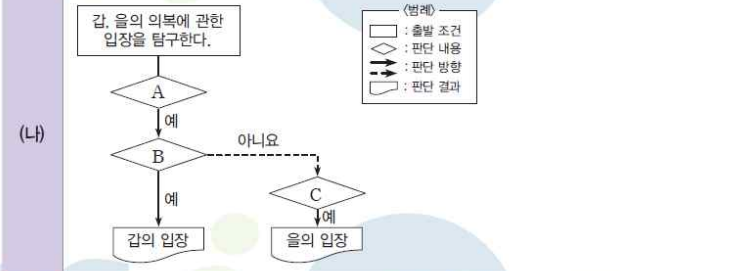 갑, 을의 의복에 관한
입장을 탐구한다.
〈범례〉
: 출발 조건
: 판단 내용
: 판단 방향
: 판단 결과
A
예
(나)
B
아니요
C
예
예
갑의 입장
을의 입장